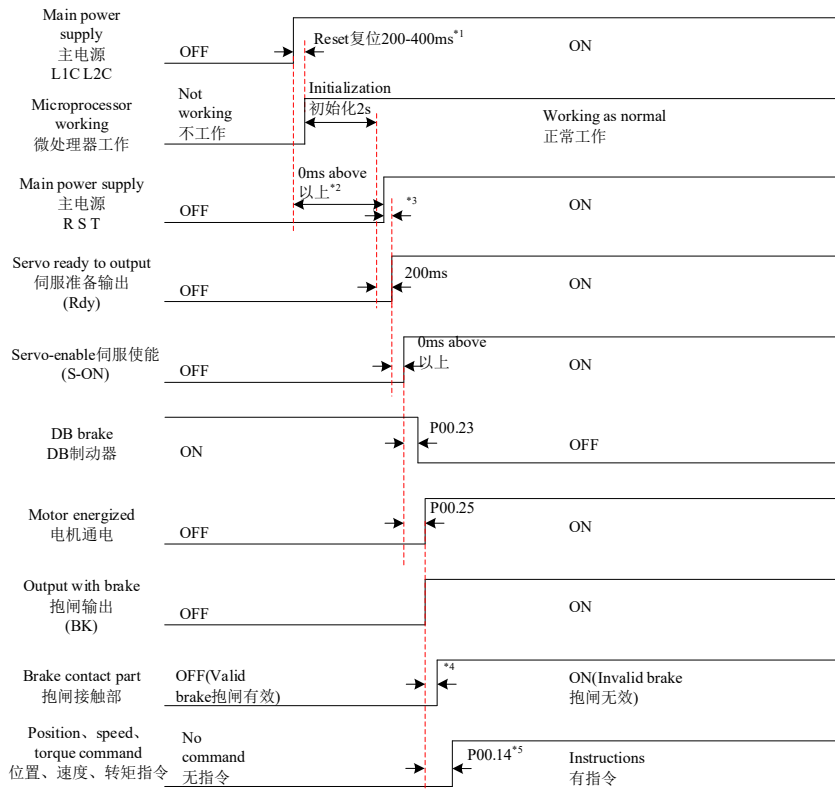 Main power
supply
主电源
L1C L2C
OFF
Reset复位200-400ms*1
ON
Microprocessor
working
微处理器工作
Not
working
不工作
Initialization
初始化2s
Working as normal
正常工作
Main power supply
主电源
R S T
OFF
0ms above
以上*2
*3
ON
Servo ready to output
伺服准备输出
(Rdy)
OFF
200ms
ON
Servo-enable伺服使能
(S-ON)
OFF
0ms above
以上
ON
DB brake
DB制动器
ON
P00.23
OFF
Motor energized
电机通电
OFF
P00.25
ON
Output with brake
抱闸输出
(BK)
OFF
ON
Brake contact part
抱闸接触部
OFF(Valid
brake抱闸有效)
*4
ON(Invalid brake
抱闸无效)
Position、speed、
torque command
位置、速度、转矩指令
No
command
无指令
P00.14*5
Instructions
有指令